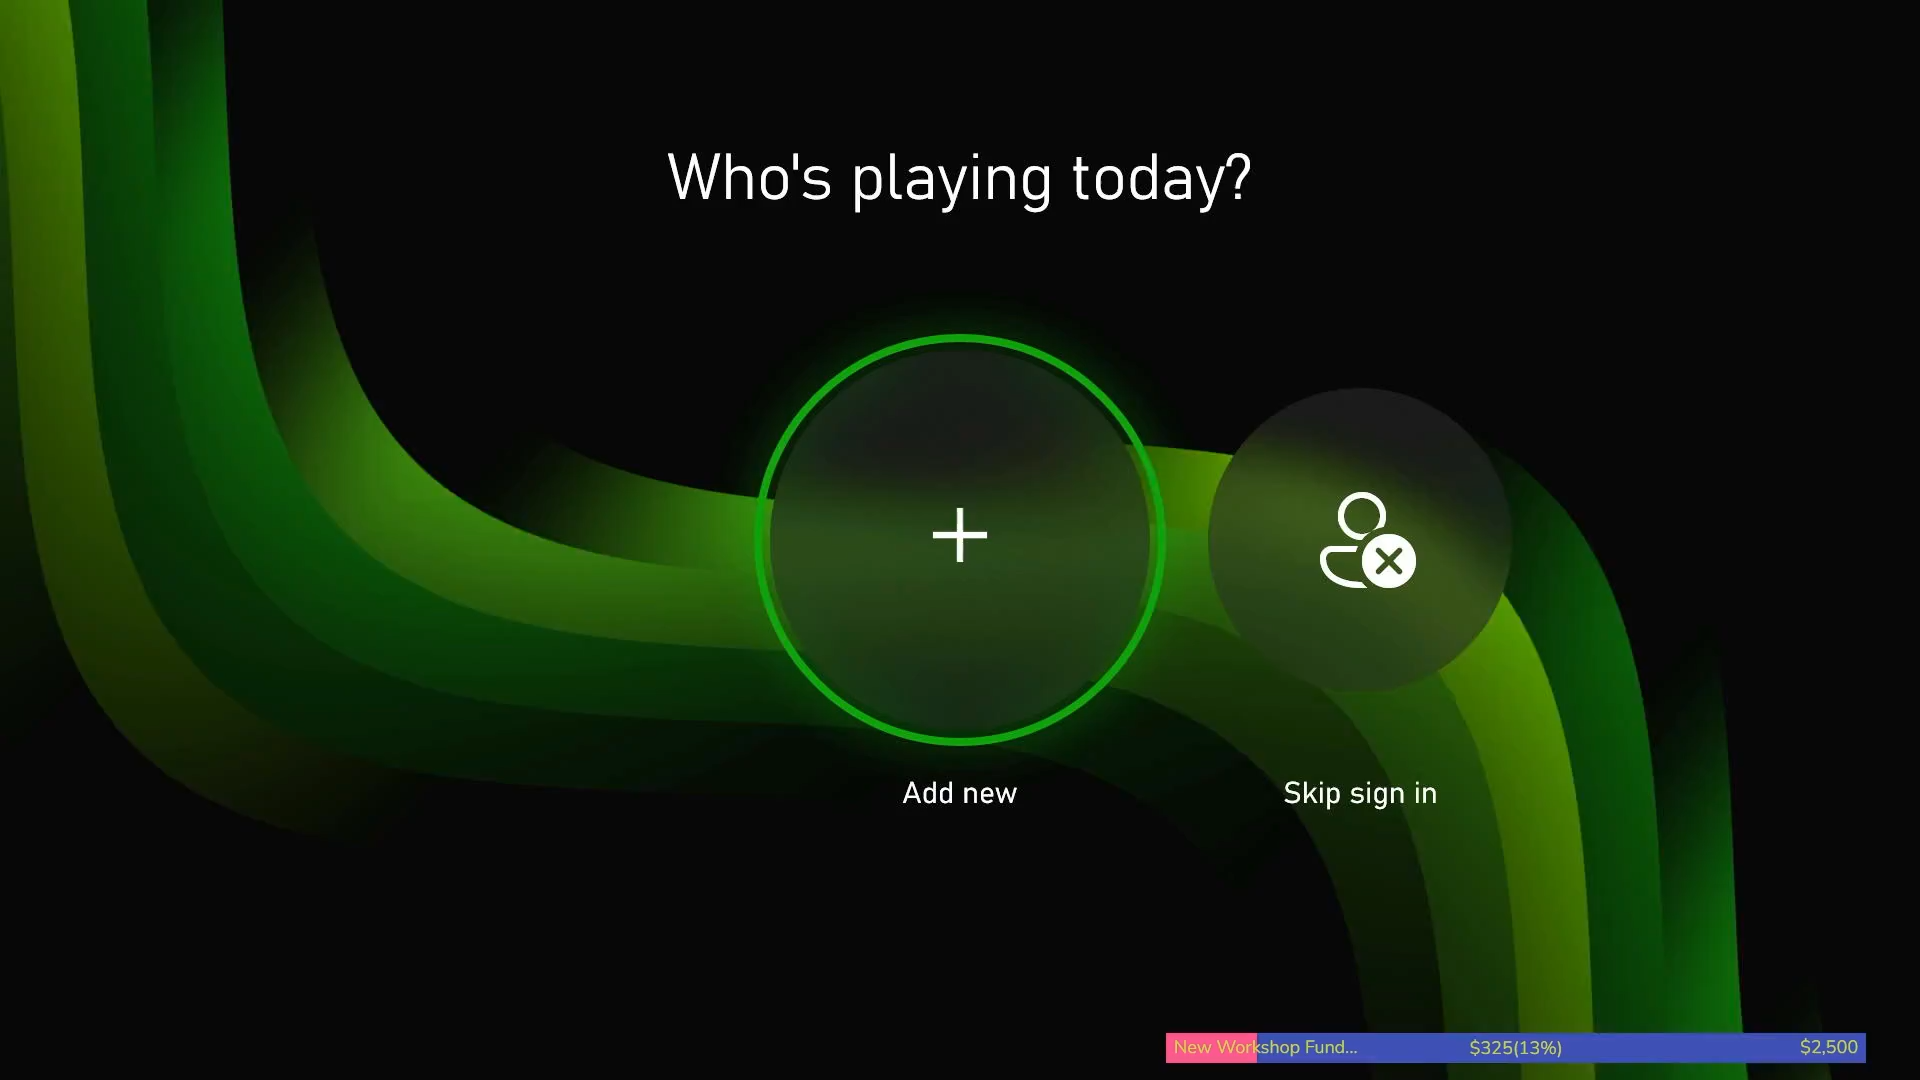 Who's playing today?
Add new
Skip sign in
New Workshop Fund... $325(13%) $2,500